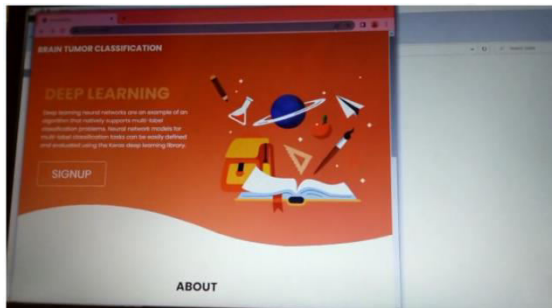 BRAIN TUMOR CLASSIFICATION
DEEP LEARNING
Deep learning neural networks are an example of an
algorithm that natively supports multi-label
classification problems. Neural network models for
multi-label classification tasks can be easily defined
and evaluated using the Keras deep learning library.
SIGNUP
ABOUT